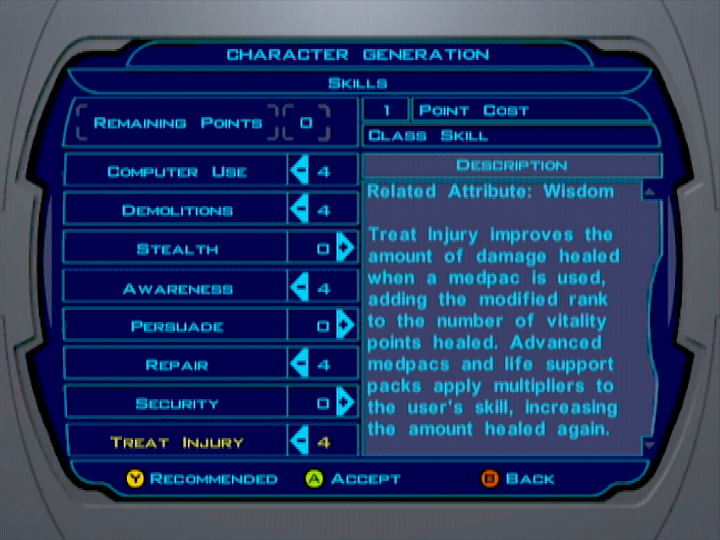 CHARACTER GENERATION
SKILLS
REMAINING POINTS 0
1 POINT COST
CLASS SKILL
COMPUTER USE 4
DEMOLITIONS 4
STEALTH 0 +
AWARENESS 4
PERSUADE 0 +
REPAIR 4
SECURITY 0 +
TREAT INJURY 4
DESCRIPTION
Related Attribute: Wisdom
Treat Injury improves the
amount of damage healed
when a medpac is used,
adding the modified rank
to the number of vitality
points healed. Advanced
medpacs and life support
packs apply multipliers to
the user's skill, increasing
the amount healed again.
Y RECOMMENDED A ACCEPT B BACK